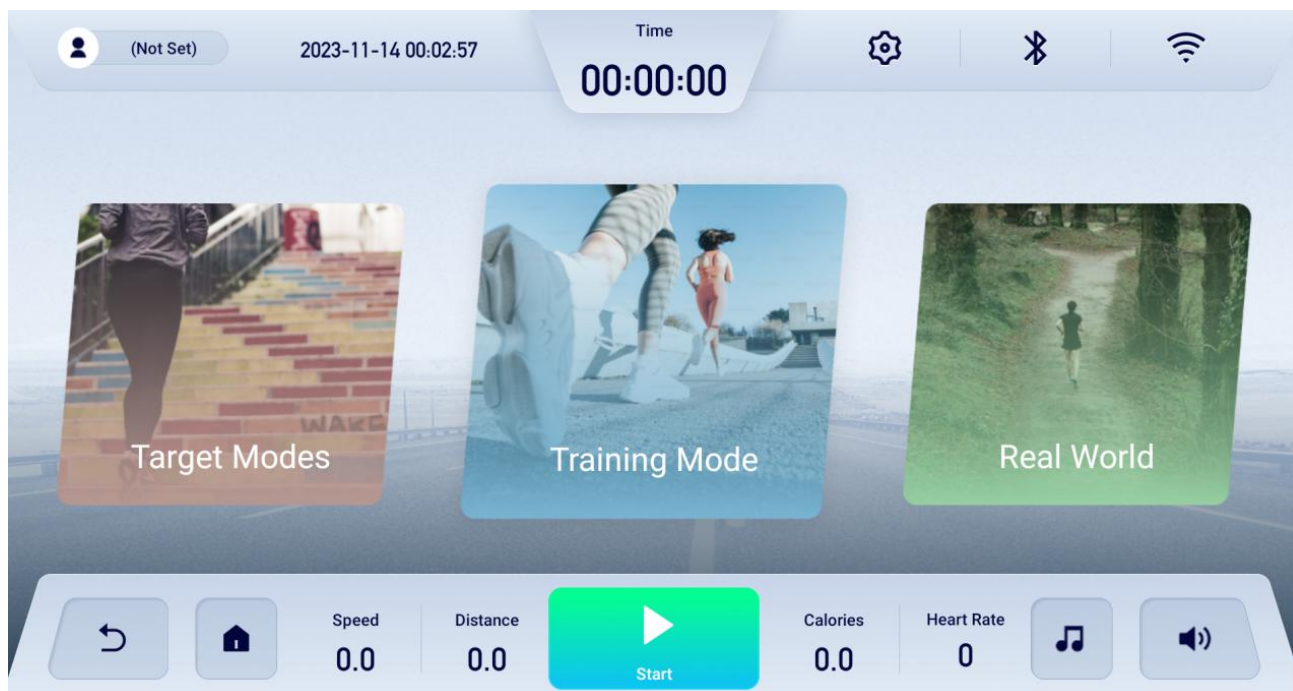 (Not Set)
2023-11-14 00:02:57
Time
00:00:00
WAKE
Target Modes
Training Mode
Real World
Speed
0.0
Distance
0.0
Start
Calories
0.0
Heart Rate
0